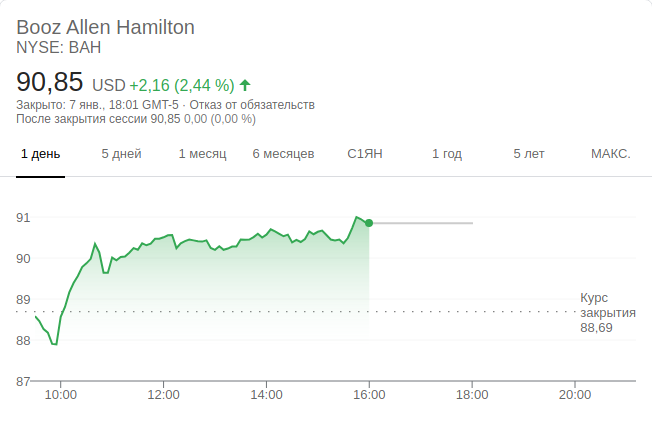 Booz Allen Hamilton
NYSE: BAH
90,85 USD +2,16 (2,44 %)
Закрыто: 7 янв., 18:01 GMT-5 · Отказ от обязательств
После закрытия сессии 90,85 0,00 (0,00 %)
1 день 5 дней 1 месяц 6 месяцев С1ЯН 1 год 5 лет МАКС.
91
90
89
88
87
Курс
закрытия
88,69
10:00 12:00 14:00 16:00 18:00 20:00